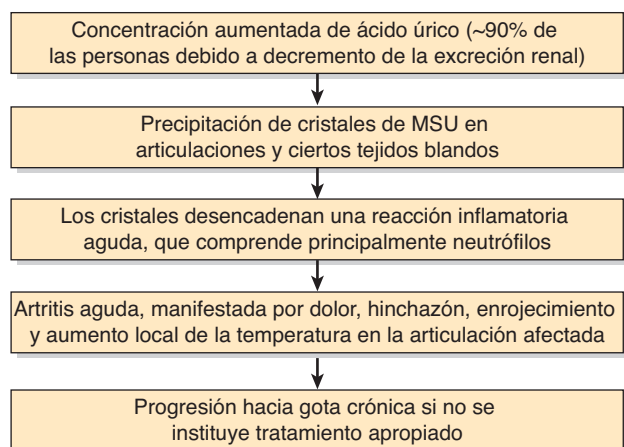 Concentración aumentada de ácido úrico (~90% de
las personas debido a decremento de la excreción renal)
Precipitación de cristales de MSU en
articulaciones y ciertos tejidos blandos
Los cristales desencadenan una reacción inflamatoria
aguda, que comprende principalmente neutrófilos
Artritis aguda, manifestada por dolor, hinchazón, enrojecimiento
y aumento local de la temperatura en la articulación afectada
Progresión hacia gota crónica si no se
instituye tratamiento apropiado